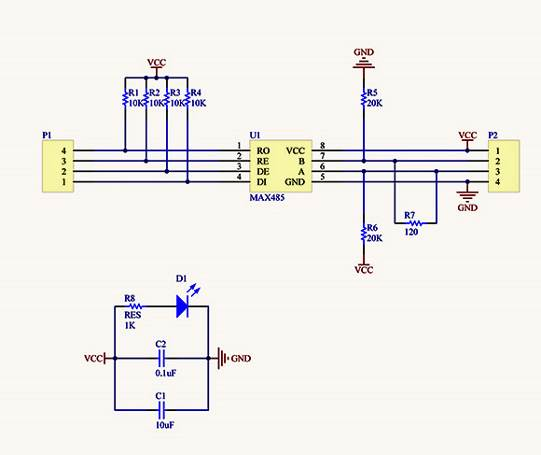 GND
VCC
R1 R2 R3 R4
10K 10K 10K 10K
R5
20K
P1
U1
VCC
P2
4
3
2
1
1
2
3
4
RO
RE
DE
DI
VCC
B
A
GND
8
7
6
5
1
2
3
4
MAX485
GND
R7
120
R6
20K
VCC
D1
R8
RES
1K
C2
VCC
GND
0.1uF
C1
10uF